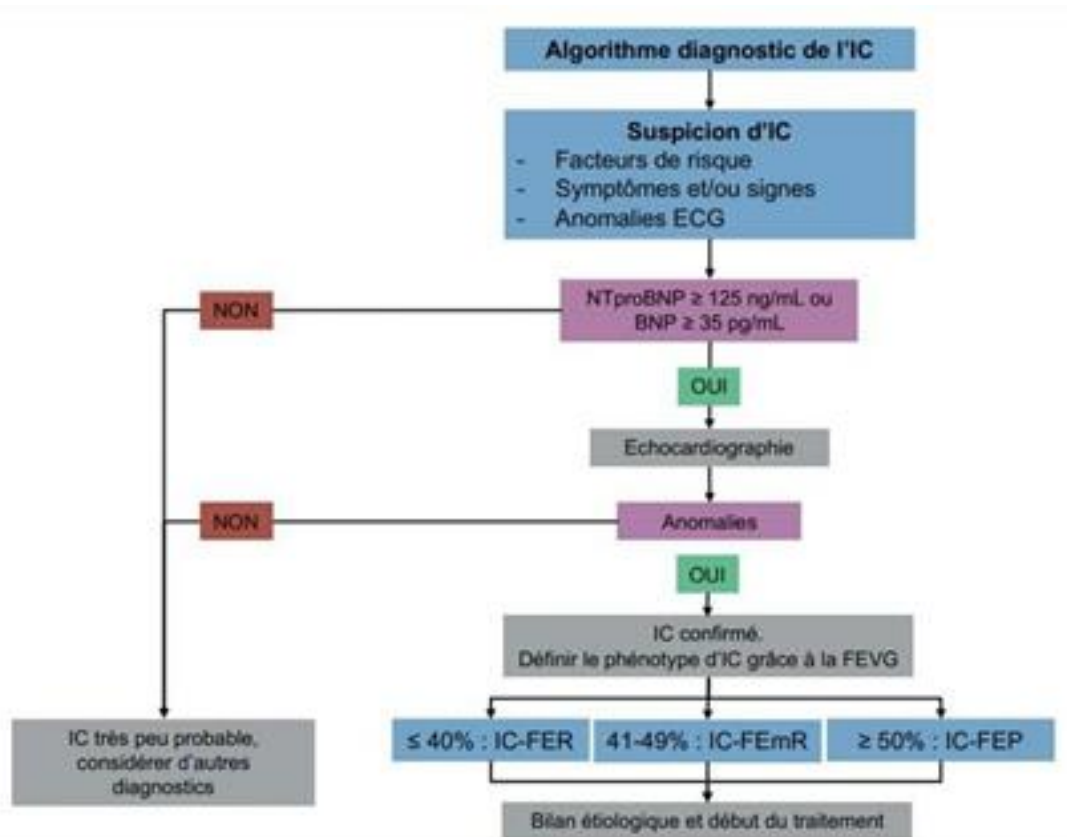 Algorithme diagnostic de l'IC
Suspicion d'IC
- Facteurs de risque
- Symptômes et/ou signes
- Anomalies ECG
NON
NTproBNP ≥ 125 ng/mL ou
BNP ≥ 35 pg/mL
OUI
Echocardiographie
NON
Anomalies
OUI
IC confirmé.
Définir le phénotype d'IC grâce à la FEVG
IC très peu probable,
considérer d'autres
diagnostics
≤ 40% : IC-FER
41-49% : IC-FEmR
≥ 50% : IC-FEP
Bilan étiologique et début du traitement